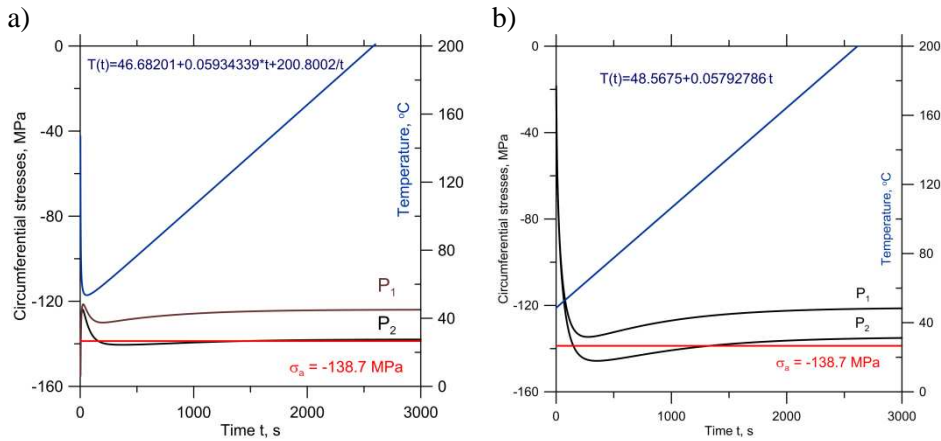 a)
b)
T(t)=46.68201+0.05934339*t+200.8002/t
T(t)=48.5675+0.05792786 t
0
-40
-80
-120
-160
Circumferential stresses, MPa
200
160
120
80
40
0
Temperature, °C
P1
P2
σa = -138.7 MPa
0
1000
2000
3000
Time t, s
0
-40
-80
-120
-160
Circumferential stresses, MPa
200
160
120
80
40
0
Temperature, °C
P1
P2
σa = -138.7 MPa
0
1000
2000
3000
Time t, s